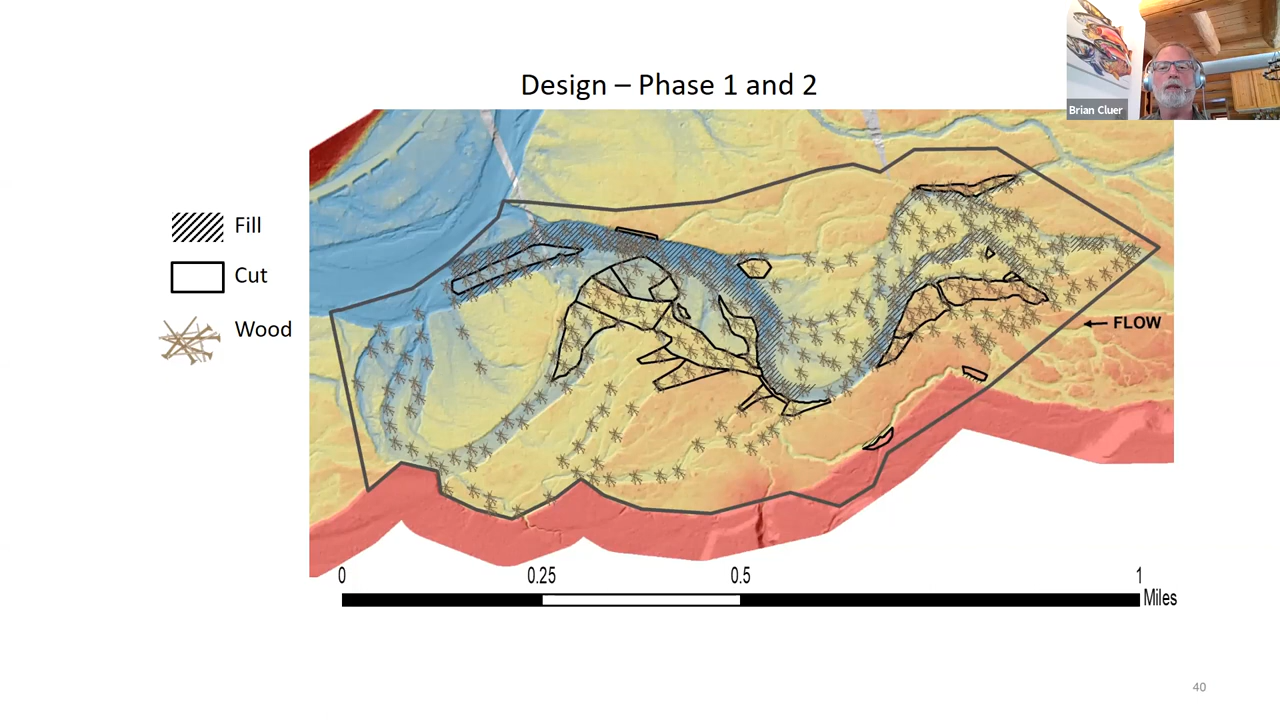 Design – Phase 1 and 2
Brian Cluer
Fill
Cut
Wood
FLOW
0 0.25 0.5 1
Miles
40